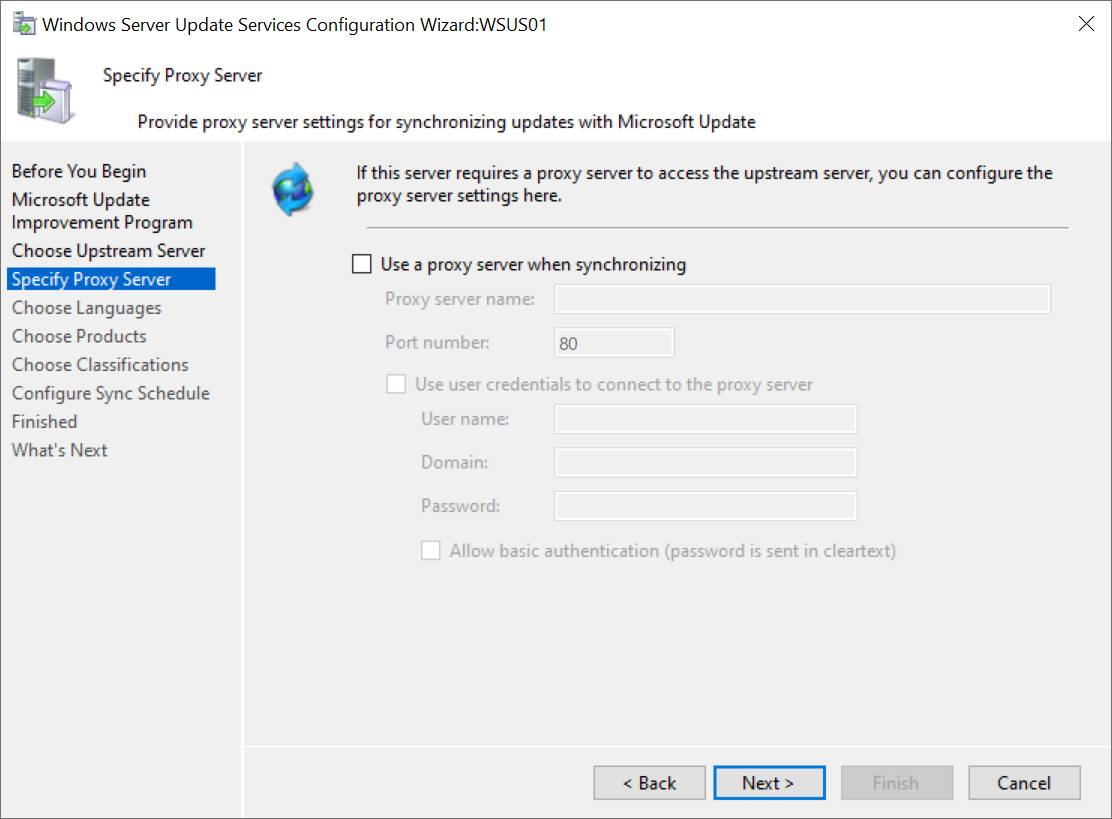 Windows Server Update Services Configuration Wizard:WSUS01
Specify Proxy Server
Provide proxy server settings for synchronizing updates with Microsoft Update
Before You Begin
Microsoft Update
Improvement Program
Choose Upstream Server
Specify Proxy Server
Choose Languages
Choose Products
Choose Classifications
Configure Sync Schedule
Finished
What's Next
If this server requires a proxy server to access the upstream server, you can configure the
proxy server settings here.
Use a proxy server when synchronizing
Proxy server name:
Port number: 80
Use user credentials to connect to the proxy server
User name:
Domain:
Password:
Allow basic authentication (password is sent in cleartext)
< Back Next > Finish Cancel